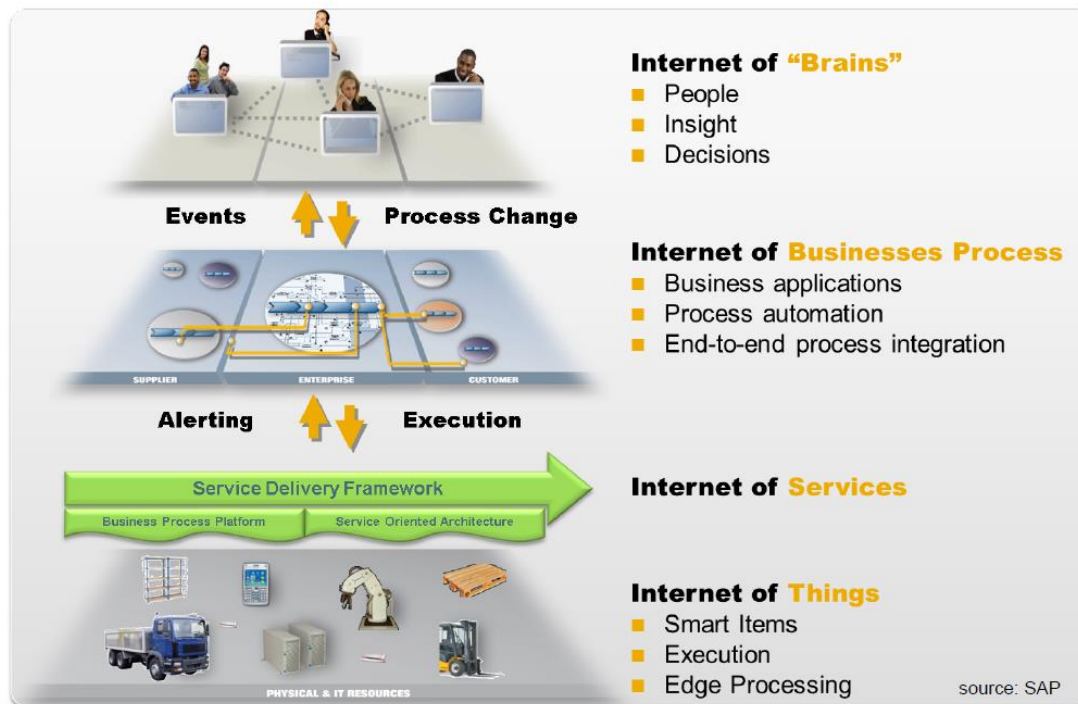 Internet of “Brains”
People
Insight
Decisions
Events
Process Change
Internet of Businesses Process
Business applications
Process automation
End-to-end process integration
SUPPLIER
ENTERPRISE
CUSTOMER
Alerting
Execution
Service Delivery Framework
Business Process Platform
Service Oriented Architecture
Internet of Services
Internet of Things
Smart Items
Execution
Edge Processing
PHYSICAL & IT RESOURCES
source: SAP